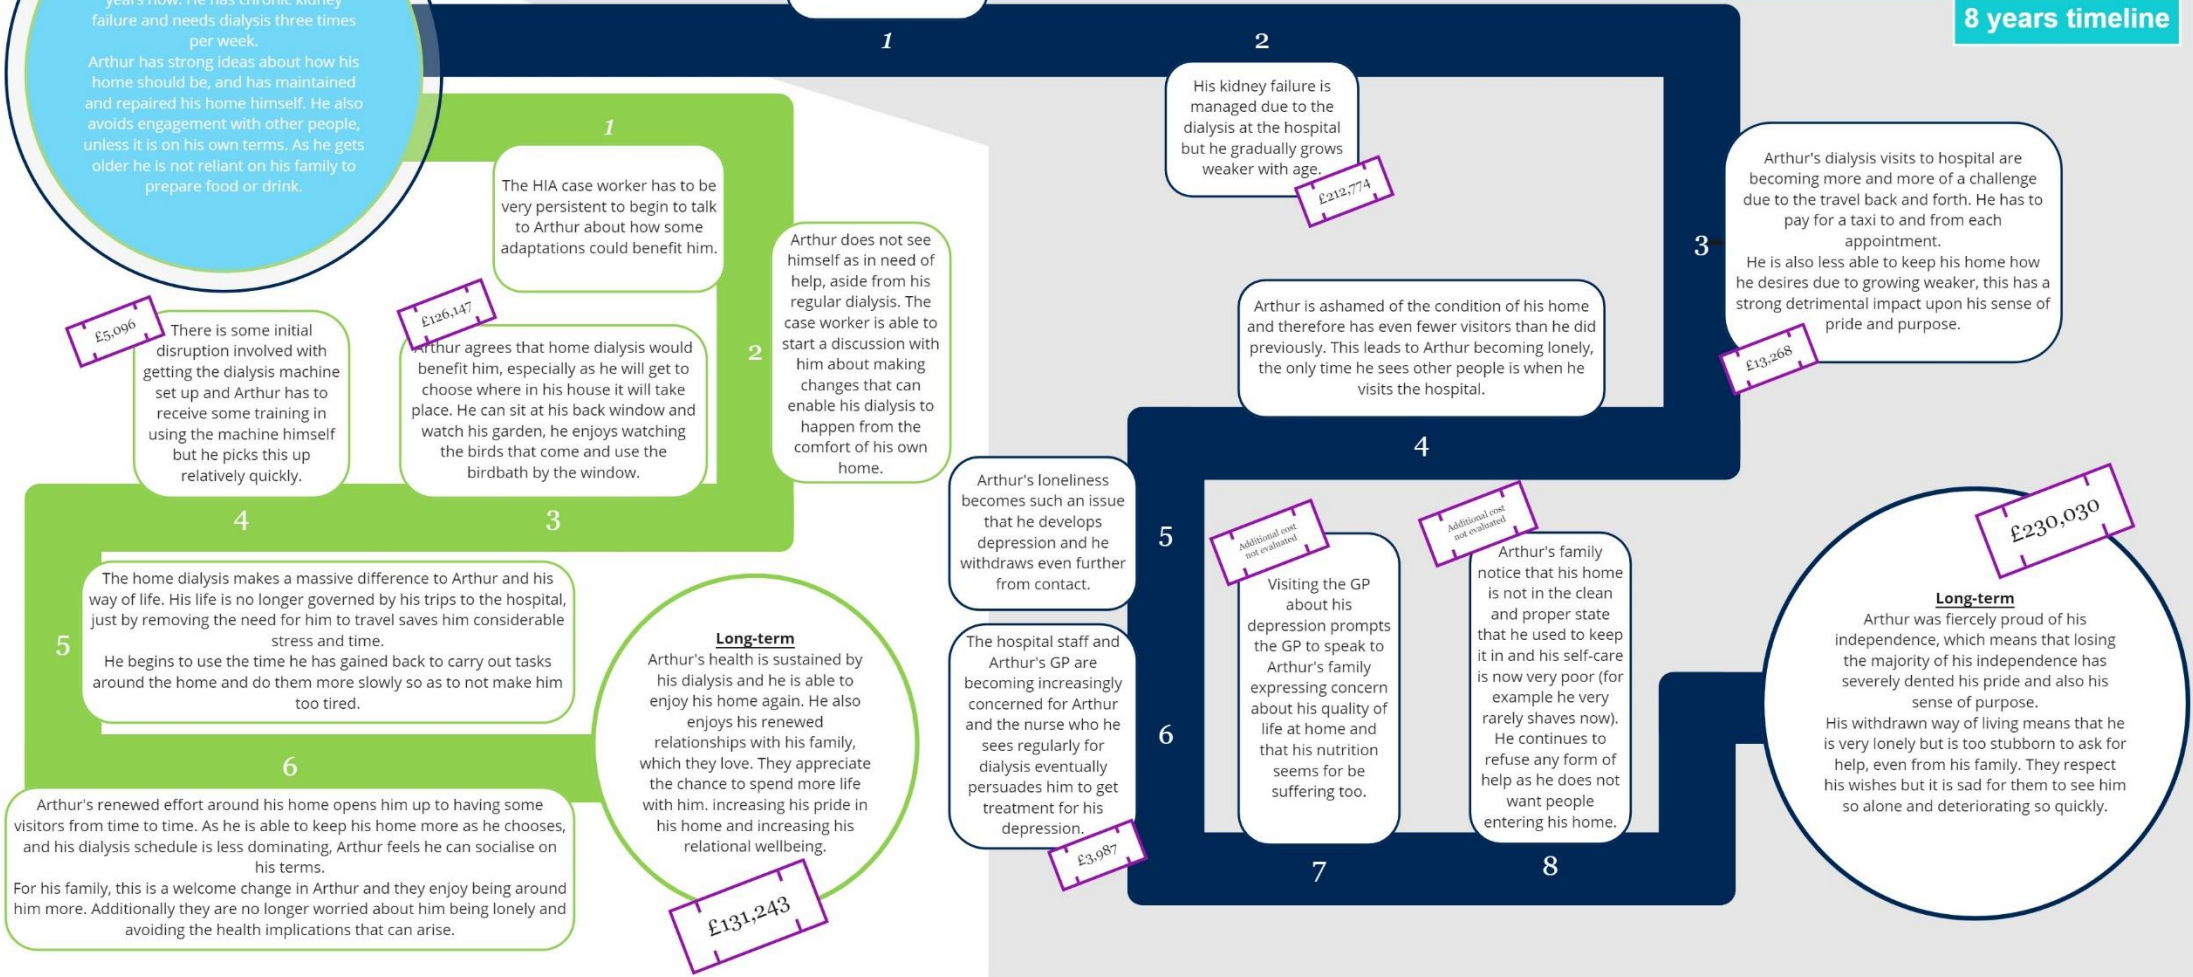 8 years timeline
years now. He has chronic kidney
failure and needs dialysis three times
per week.
Arthur has strong ideas about how his
home should be, and has maintained
and repaired his home himself. He also
avoids engagement with other people,
unless it is on his own terms. As he gets
older he is not reliant on his family to
prepare food or drink.
1
The HIA case worker has to be
very persistent to begin to talk
to Arthur about how some
adaptations could benefit him.
2
Arthur does not see
himself as in need of
help, aside from his
regular dialysis. The
case worker is able to
start a discussion with
him about making
changes that can
enable his dialysis to
happen from the
comfort of his own
home.
£126,147
Arthur agrees that home dialysis would
benefit him, especially as he will get to
choose where in his house it will take
place. He can sit at his back window and
watch his garden, he enjoys watching
the birds that come and use the
birdbath by the window.
3
£5,096
There is some initial
disruption involved with
getting the dialysis machine
set up and Arthur has to
receive some training in
using the machine himself
but he picks this up
relatively quickly.
4
5
The home dialysis makes a massive difference to Arthur and his
way of life. His life is no longer governed by his trips to the hospital,
just by removing the need for him to travel saves him considerable
stress and time.
He begins to use the time he has gained back to carry out tasks
around the home and do them more slowly so as to not make him
too tired.
6
Arthur's renewed effort around his home opens him up to having some
visitors from time to time. As he is able to keep his home more as he chooses,
and his dialysis schedule is less dominating, Arthur feels he can socialise on
his terms.
For his family, this is a welcome change in Arthur and they enjoy being around
him more. Additionally they are no longer worried about him being lonely and
avoiding the health implications that can arise.
Long-term
Arthur's health is sustained by
his dialysis and he is able to
enjoy his home again. He also
enjoys his renewed
relationships with his family,
which they love. They appreciate
the chance to spend more life
with him. increasing his pride in
his home and increasing his
relational wellbeing.
£131,243
1
2
His kidney failure is
managed due to the
dialysis at the hospital
but he gradually grows
weaker with age.
£212,774
3
Arthur's dialysis visits to hospital are
becoming more and more of a challenge
due to the travel back and forth. He has to
pay for a taxi to and from each
appointment.
He is also less able to keep his home how
he desires due to growing weaker, this has a
strong detrimental impact upon his sense of
pride and purpose.
£13,268
Arthur is ashamed of the condition of his home
and therefore has even fewer visitors than he did
previously. This leads to Arthur becoming lonely,
the only time he sees other people is when he
visits the hospital.
4
Arthur's loneliness
becomes such an issue
that he develops
depression and he
withdraws even further
from contact.
5
The hospital staff and
Arthur's GP are
becoming increasingly
concerned for Arthur
and the nurse who he
sees regularly for
dialysis eventually
persuades him to get
treatment for his
depression.
6
£3,987
Additional cost
not evaluated
Visiting the GP
about his
depression prompts
the GP to speak to
Arthur's family
expressing concern
about his quality of
life at home and
that his nutrition
seems for be
suffering too.
7
Additional cost
not evaluated
Arthur's family
notice that his home
is not in the clean
and proper state
that he used to keep
it in and his self-care
is now very poor (for
example he very
rarely shaves now).
He continues to
refuse any form of
help as he does not
want people
entering his home.
8
£230,030
Long-term
Arthur was fiercely proud of his
independence, which means that losing
the majority of his independence has
severely dented his pride and also his
sense of purpose.
His withdrawn way of living means that he
is very lonely but is too stubborn to ask for
help, even from his family. They respect
his wishes but it is sad for them to see him
so alone and deteriorating so quickly.